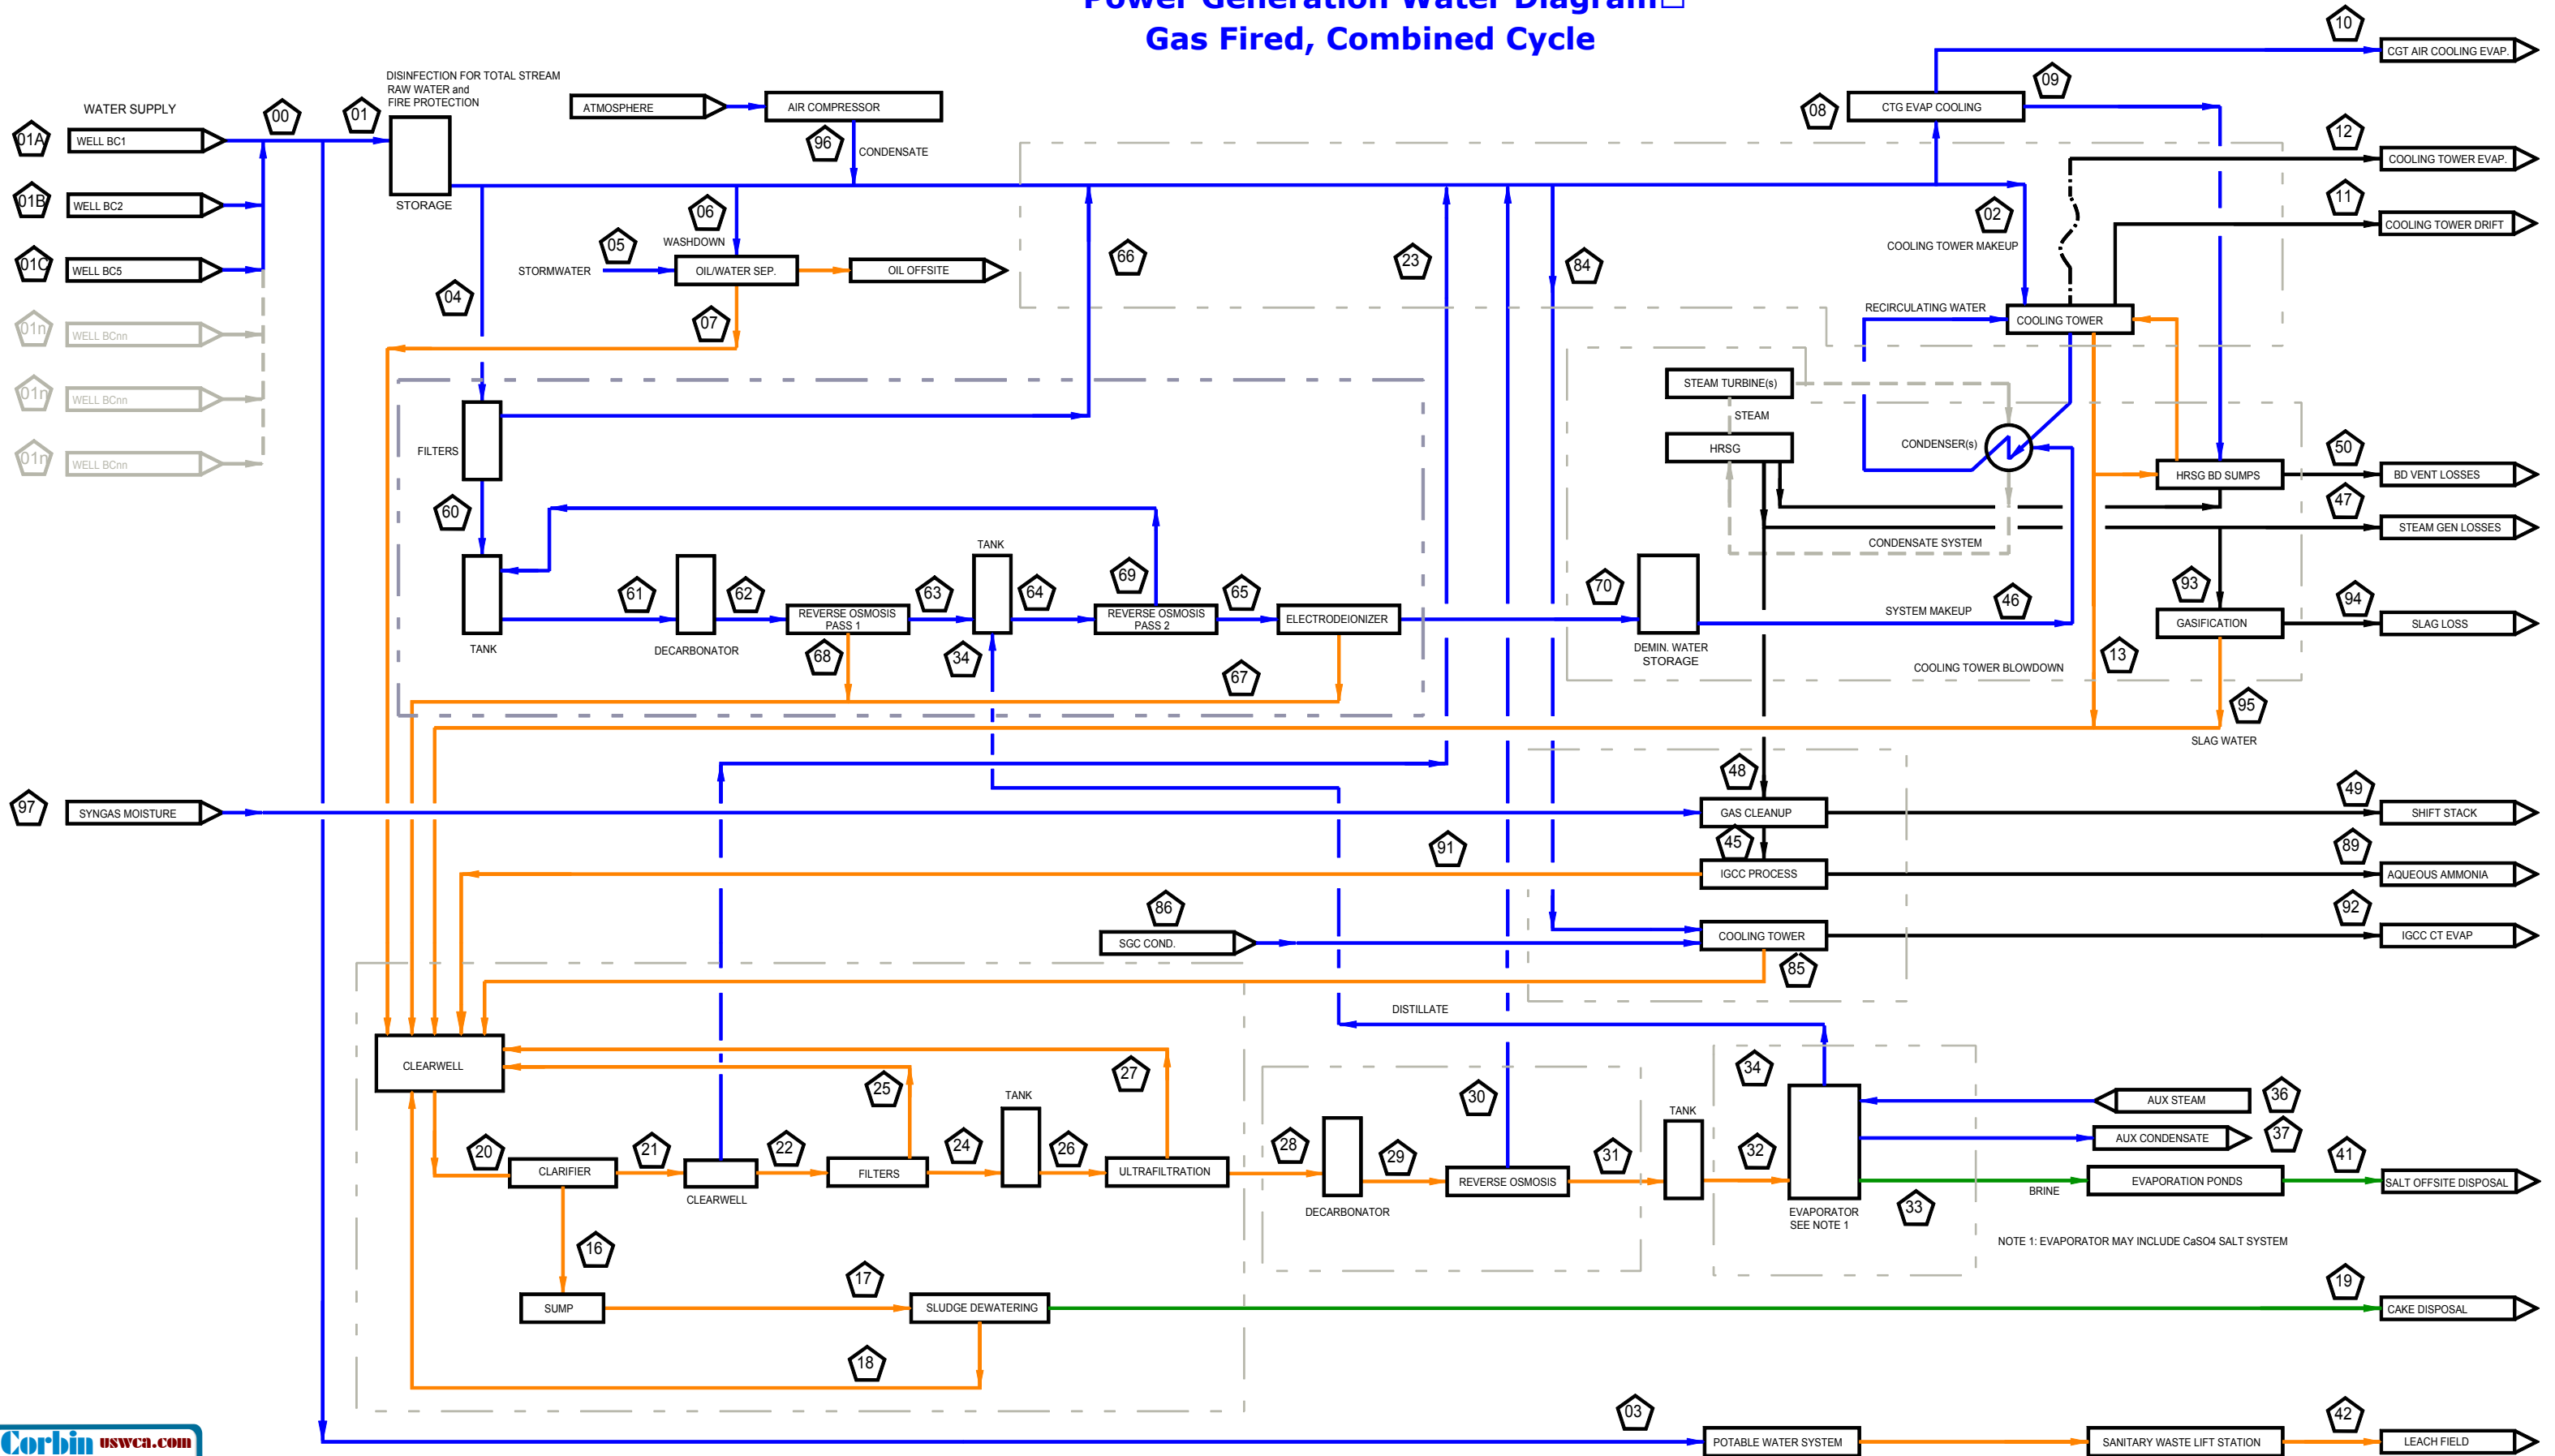 Power Generation Water Diagram□
Gas Fired, Combined Cycle
WATER SUPPLY
00
01
DISINFECTION FOR TOTAL STREAM
RAW WATER and
FIRE PROTECTION
STORAGE
ATMOSPHERE
AIR COMPRESSOR
96
CONDENSATE
08
CTG EVAP COOLING
09
10
CGT AIR COOLING EVAP.
12
COOLING TOWER EVAP.
11
COOLING TOWER DRIFT
01A
WELL BC1
01B
WELL BC2
01C
WELL BC5
01n
WELL BCnn
01n
WELL BCnn
01n
WELL BCnn
04
05
STORMWATER
06
WASHDOWN
OIL/WATER SEP.
OIL OFFSITE
07
66
23
84
02
COOLING TOWER MAKEUP
RECIRCULATING WATER
COOLING TOWER
STEAM TURBINE(s)
STEAM
HRSG
CONDENSER(s)
HRSG BD SUMPS
50
BD VENT LOSSES
47
STEAM GEN LOSSES
CONDENSATE SYSTEM
FILTERS
60
TANK
61
DECARBONATOR
62
REVERSE OSMOSIS
PASS 1
63
TANK
64
69
REVERSE OSMOSIS
PASS 2
65
ELECTRODEIONIZER
68
34
67
70
DEMIN. WATER
STORAGE
SYSTEM MAKEUP
46
93
GASIFICATION
94
SLAG LOSS
COOLING TOWER BLOWDOWN
13
95
SLAG WATER
97
SYNGAS MOISTURE
48
GAS CLEANUP
49
SHIFT STACK
91
45
IGCC PROCESS
89
AQUEOUS AMMONIA
86
SGC COND.
COOLING TOWER
92
IGCC CT EVAP
85
DISTILLATE
CLEARWELL
25
27
30
34
TANK
TANK
AUX STEAM
36
AUX CONDENSATE
37
20
CLARIFIER
21
CLEARWELL
22
FILTERS
24
26
ULTRAFILTRATION
28
DECARBONATOR
29
REVERSE OSMOSIS
31
32
EVAPORATOR
SEE NOTE 1
33
BRINE
EVAPORATION PONDS
41
SALT OFFSITE DISPOSAL
NOTE 1: EVAPORATOR MAY INCLUDE CaSO4 SALT SYSTEM
16
SUMP
17
SLUDGE DEWATERING
19
CAKE DISPOSAL
18
03
POTABLE WATER SYSTEM
SANITARY WASTE LIFT STATION
42
LEACH FIELD
Corbin uswca.com